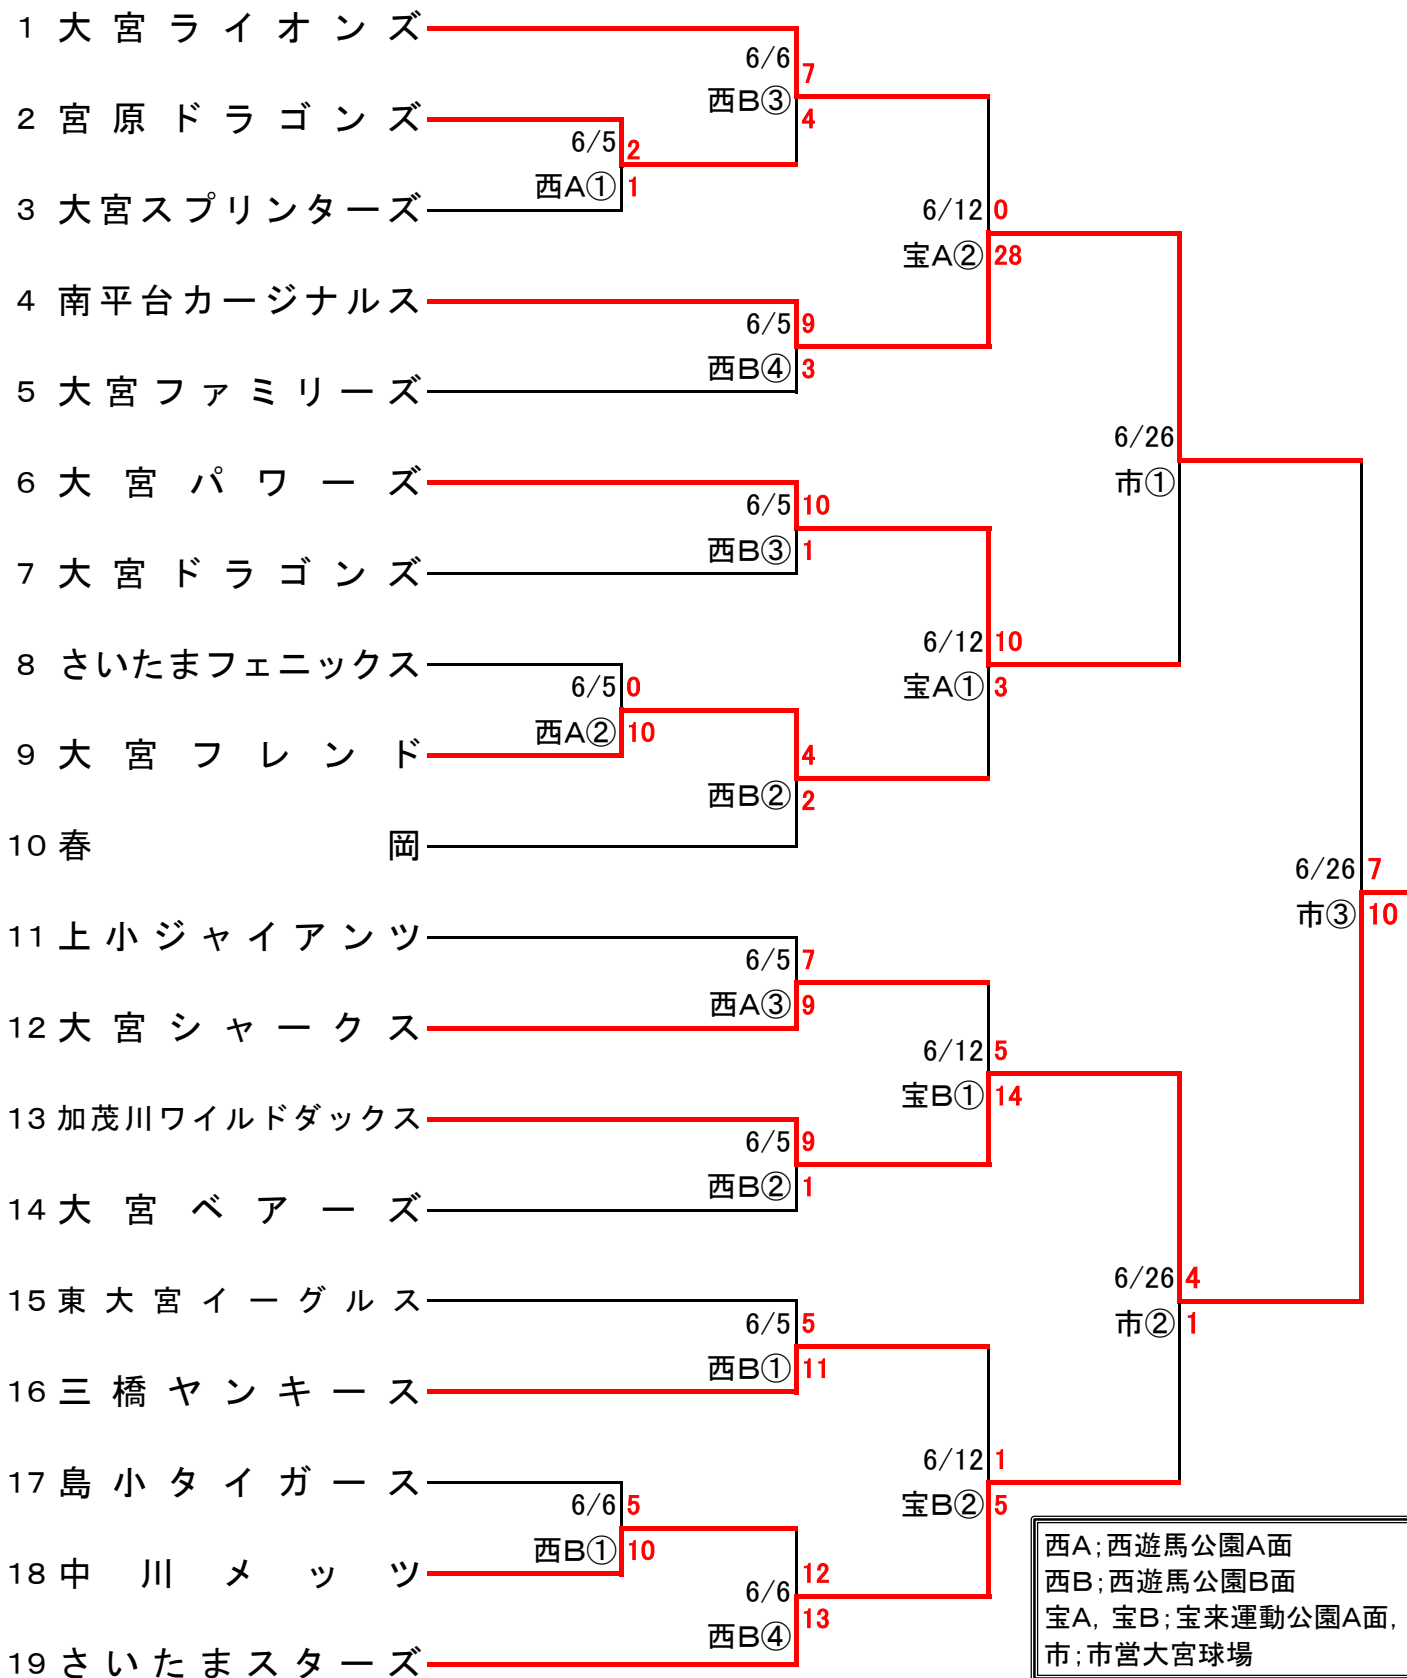 1 大宮ライオンズ
6/6 7
西B③ 4
2 宮原ドラゴンズ
6/5 2
西A① 1
3 大宮スプリンターズ
6/12 0
宝A② 28
4 南平台カージナルス
6/5 9
西B④ 3
5 大宮ファミリーズ
6/26
市①
6 大宮パワーズ
6/5 10
西B③ 1
7 大宮ドラゴンズ
6/12 10
宝A① 3
8 さいたまフェニックス
6/5 0
西A② 10
9 大宮フレンド
4
西B② 2
10 春岡
6/26 7
市③ 10
11 上小ジャイアンツ
6/5 7
西A③ 9
12 大宮シャークス
6/12 5
宝B① 14
13 加茂川ワイルドダックス
6/5 9
西B② 1
14 大宮ベアーズ
6/26 4
市② 1
15 東大宮イーグルス
6/5 5
西B① 11
16 三橋ヤンキース
6/12 1
宝B② 5
17 島小タイガース
6/6 5
西B① 10
18 中川メッツ
12
6/6 13
西B④
19 さいたまスターズ
西A;西遊馬公園A面
西B;西遊馬公園B面
宝A, 宝B;宝来運動公園A面,
市;市営大宮球場